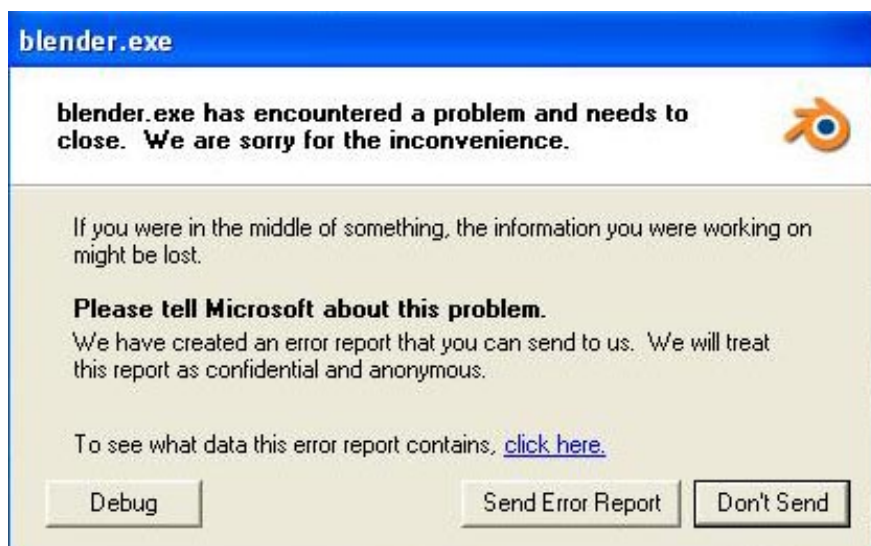 blender.exe
blender.exe has encountered a problem and needs to
close.  We are sorry for the inconvenience.
If you were in the middle of something, the information you were working on
might be lost.
Please tell Microsoft about this problem.
We have created an error report that you can send to us.  We will treat
this report as confidential and anonymous.
To see what data this error report contains, click here.
Debug Send Error Report Don't Send